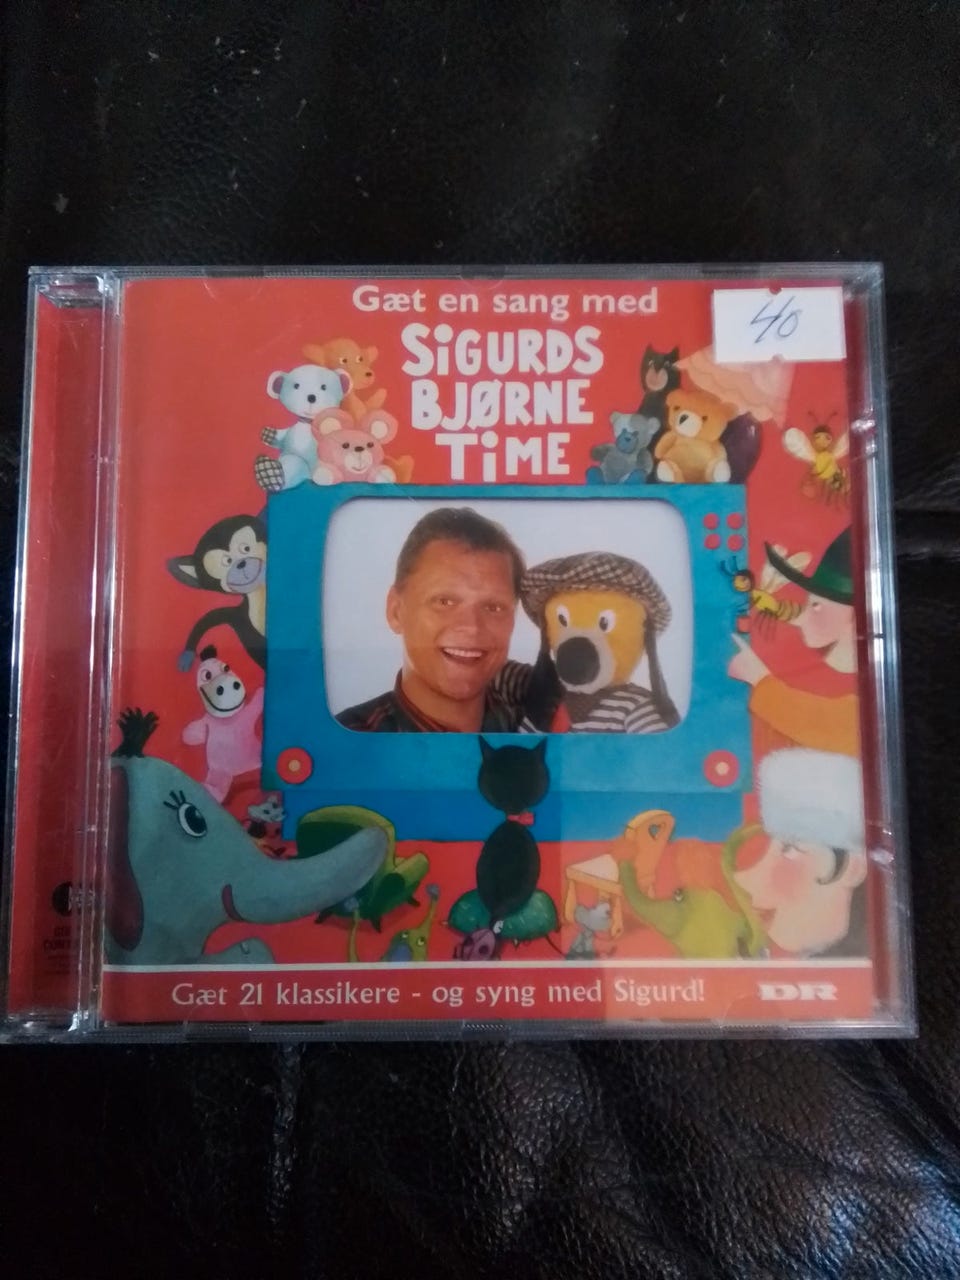 Gæt en sang med
40
SiGURDS
BJØRNE
TiME
Gæt 21 klassikere - og syng med Sigurd!
DR